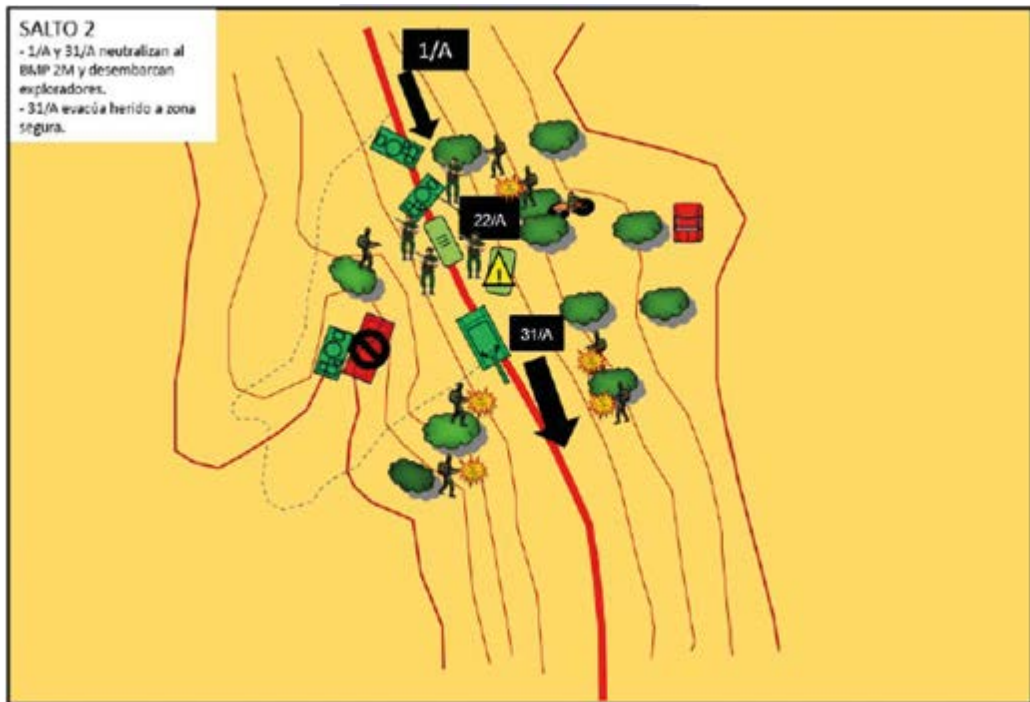 SALTO 2
- 1/A y 31/A neutralizan al
BMP 2M y desembarcan
exploradores.
- 31/A evacúa herido a zona
segura.
1/A
22/A
31/A